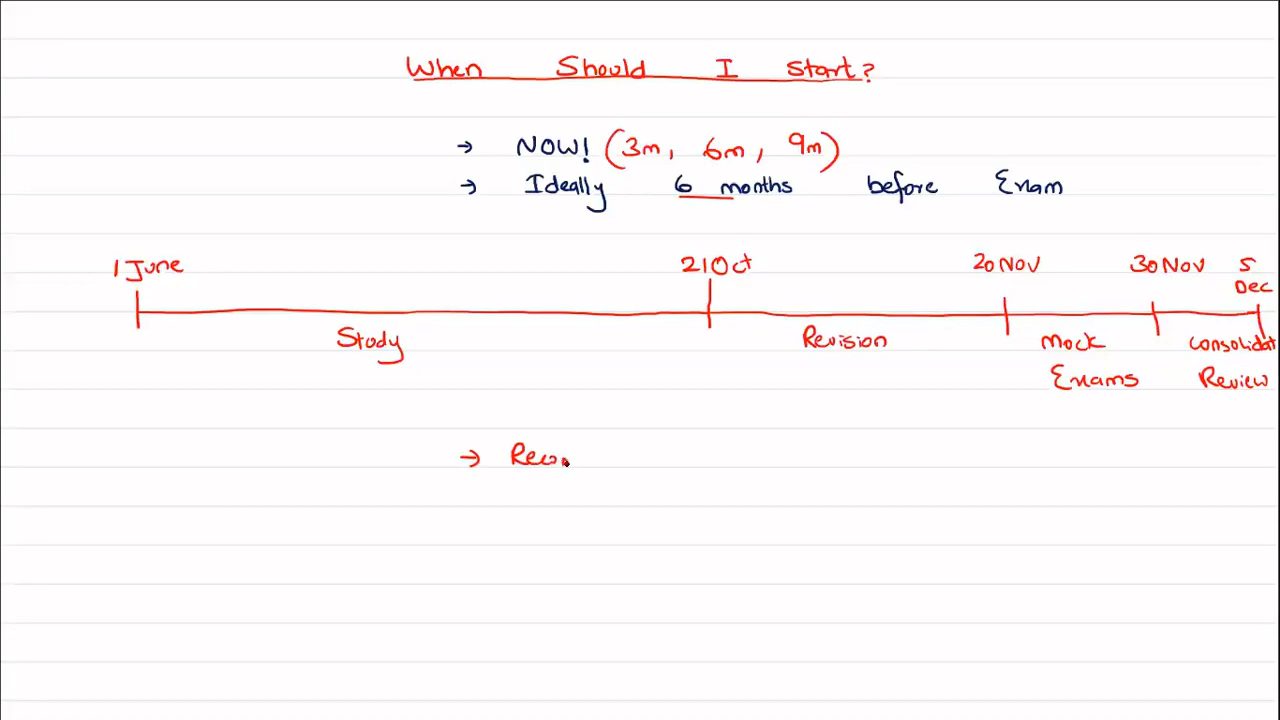 When Should I start?
→ NOW! (3m, 6m, 9m)
→ Ideally 6 months before Exam
1 June 21 Oct 20 Nov 30 Nov 5 Dec
Study Revision Mock Exams Consolidat Review
→